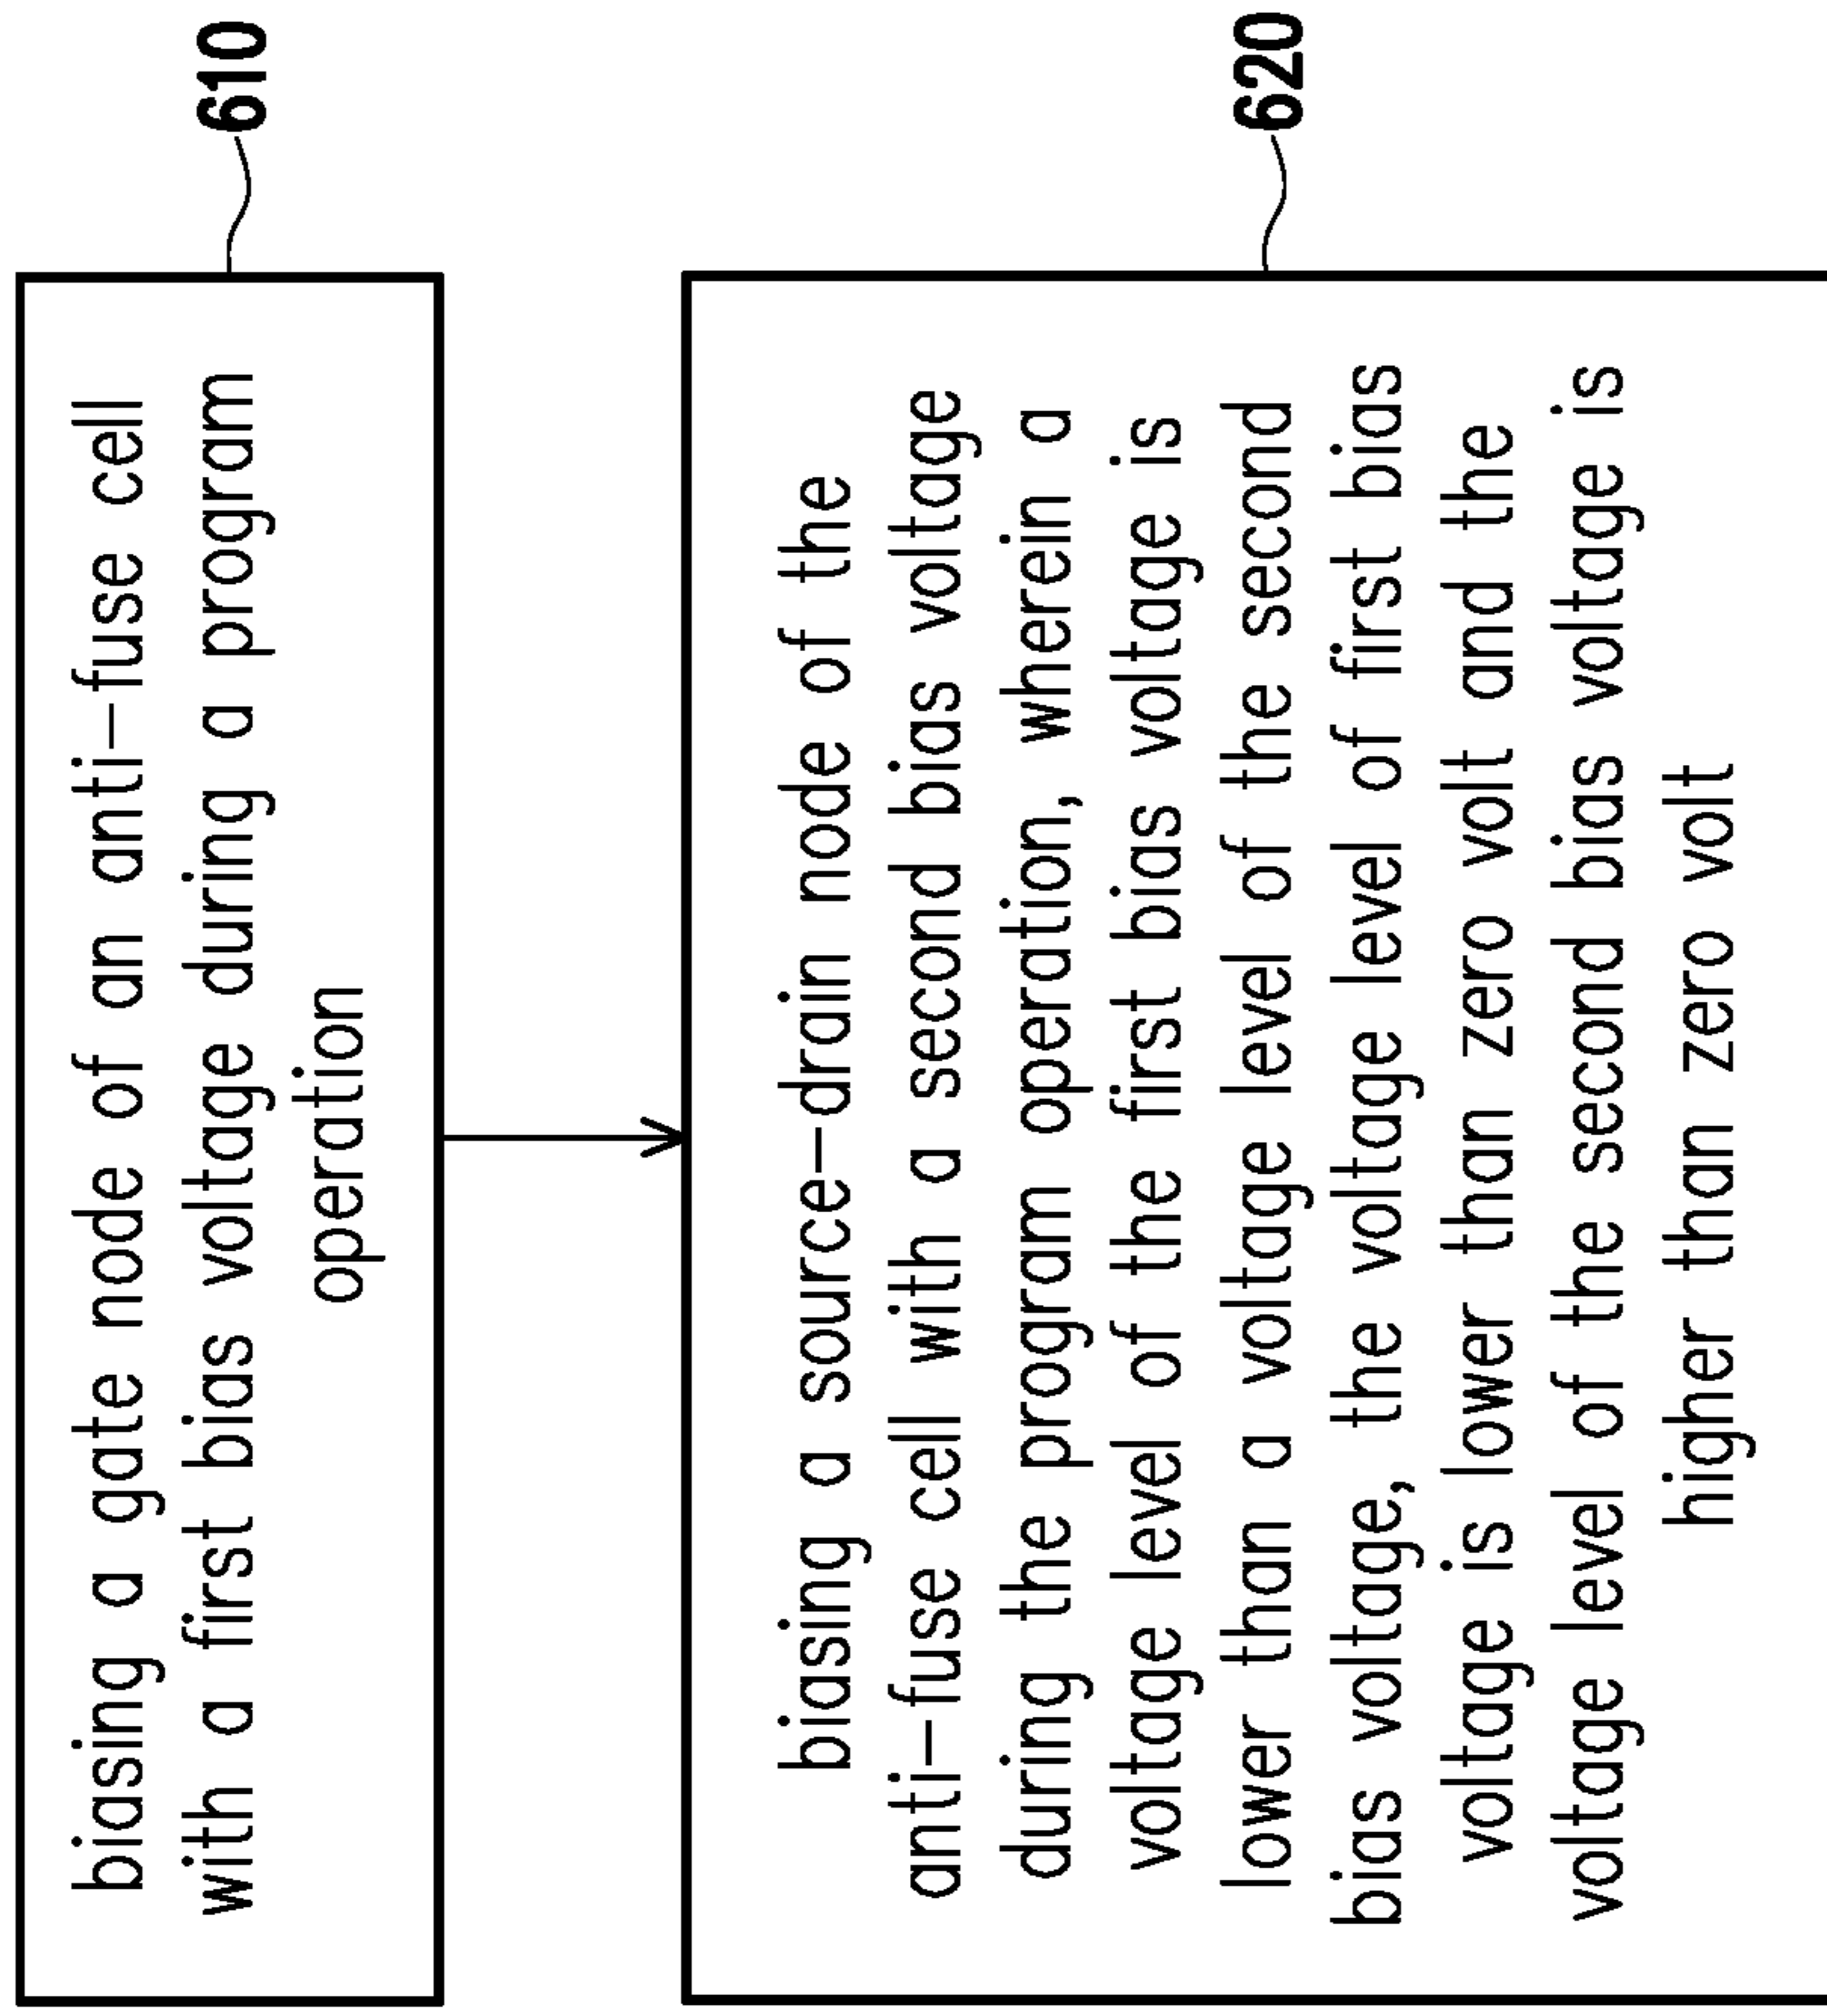 biasing a gate node of an anti-fuse cell
with a first bias voltage during a program
operation
610
biasing a source-drain node of the
anti-fuse cell with a second bias voltage
during the program operation, wherein a
voltage level of the first bias voltage is
lower than a voltage level of the second
bias voltage, the voltage level of first bias
voltage is lower than zero volt and the
voltage level of the second bias voltage is
higher than zero volt
620